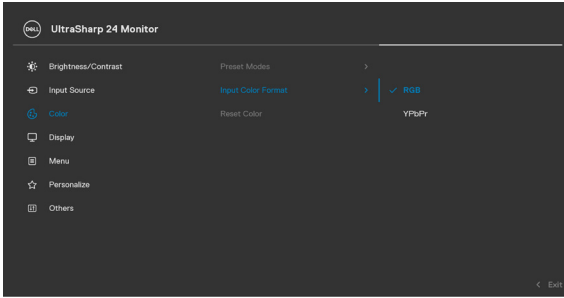 DELL UltraSharp 24 Monitor
Brightness/Contrast Preset Modes >
Input Source Input Color Format > ✓ RGB
Color Reset Color YPbPr
Display
Menu
Personalize
Others
< Exit